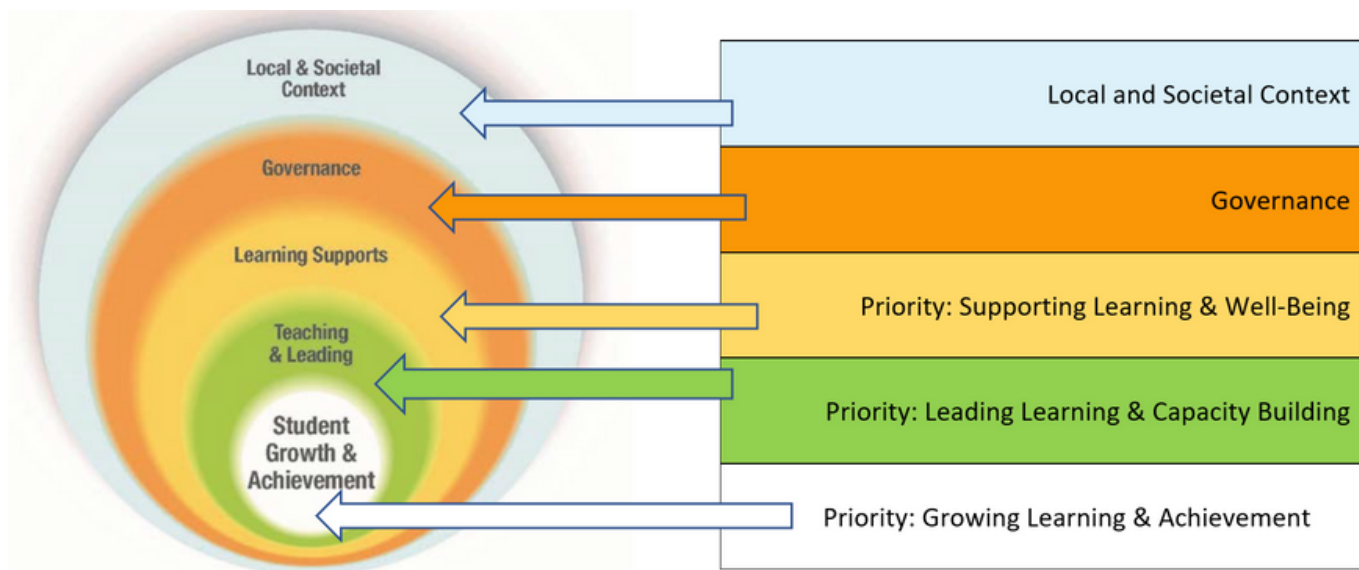 Local & Societal
Context
Governance
Learning Supports
Teaching
& Leading
Student
Growth &
Achievement
Local and Societal Context
Governance
Priority: Supporting Learning & Well-Being
Priority: Leading Learning & Capacity Building
Priority: Growing Learning & Achievement